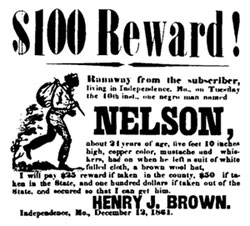 $100 Reward!
Runaway from the subscriber,
living in Independence, Mo., on Tuesday
the 10th inst., one negro man named
NELSON,
about 21 years of age, five feet 10 inches
high, copper color, mustache and whis-
kers, had on when he left a suit of white
fulled cloth, a brown wool hat,
I will pay $25 reward if taken in the county, $50 if ta-
ken in the State, and one hundred dollars if taken out of the
State, and secured so that I can get him.
HENRY J. BROWN.
Independence, Mo., December 12, 1861.